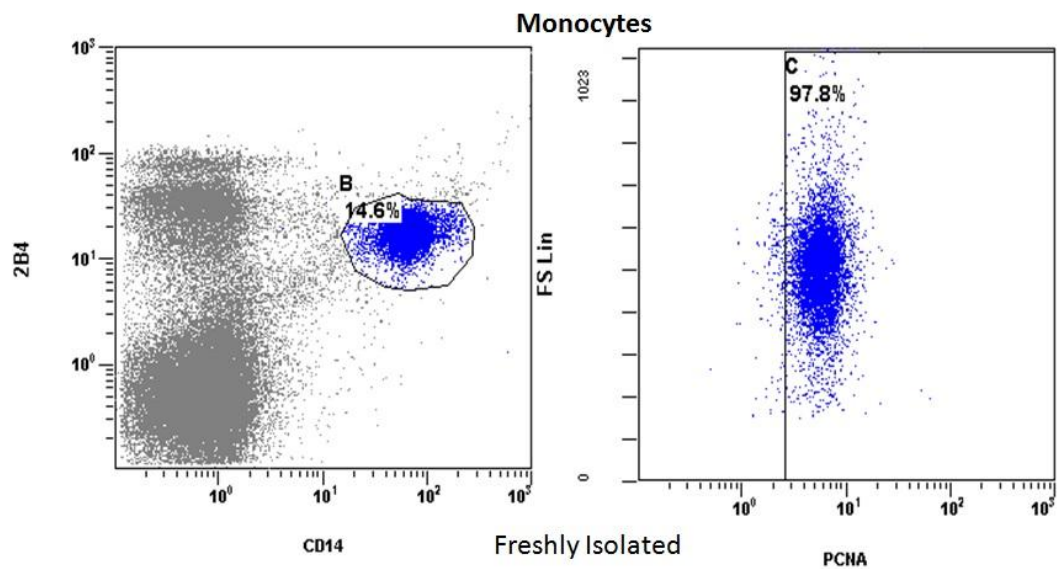 Monocytes
10³
10²
10¹
10⁰
2B4
B
14.6%
10⁰
10¹
10²
10³
CD14
1023
0
FS Lin
C
97.8%
10⁰
10¹
10²
10³
PCNA
Freshly Isolated